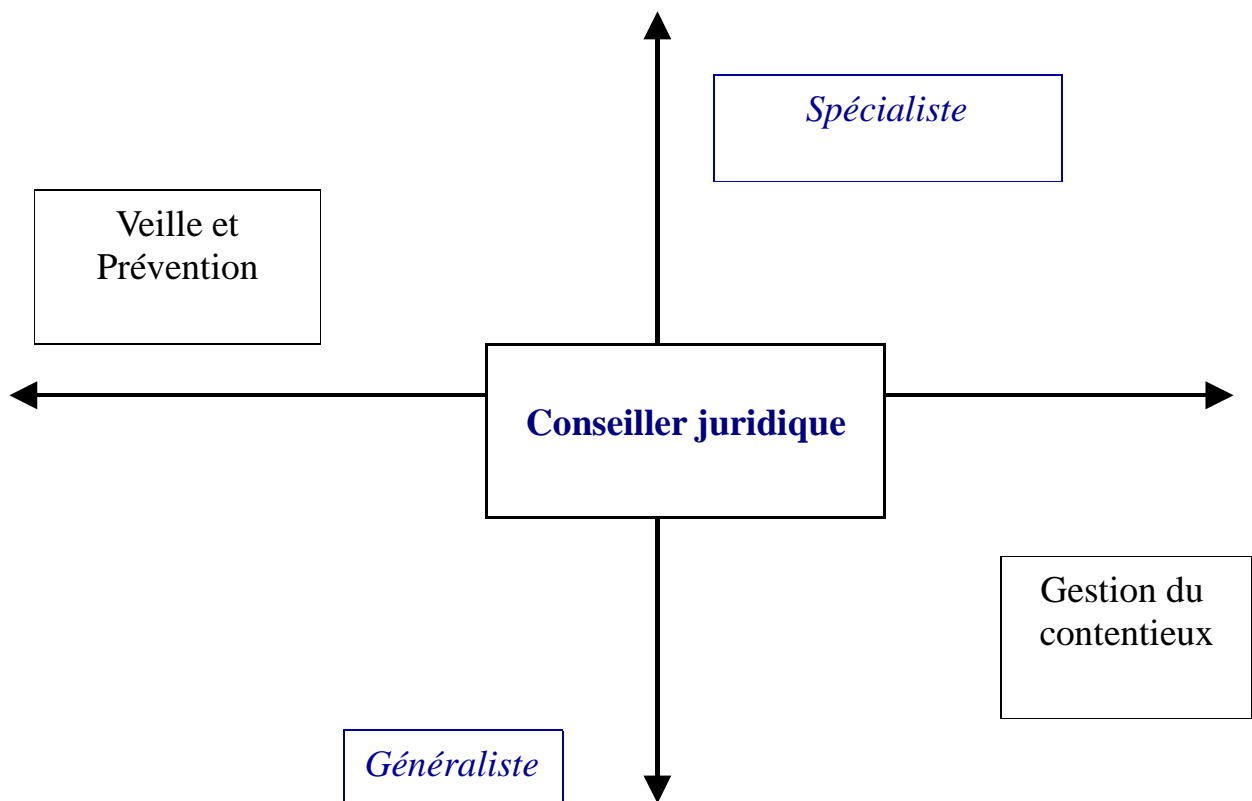 Spécialiste
Veille et
Prévention
Conseiller juridique
Gestion du
contentieux
Généraliste